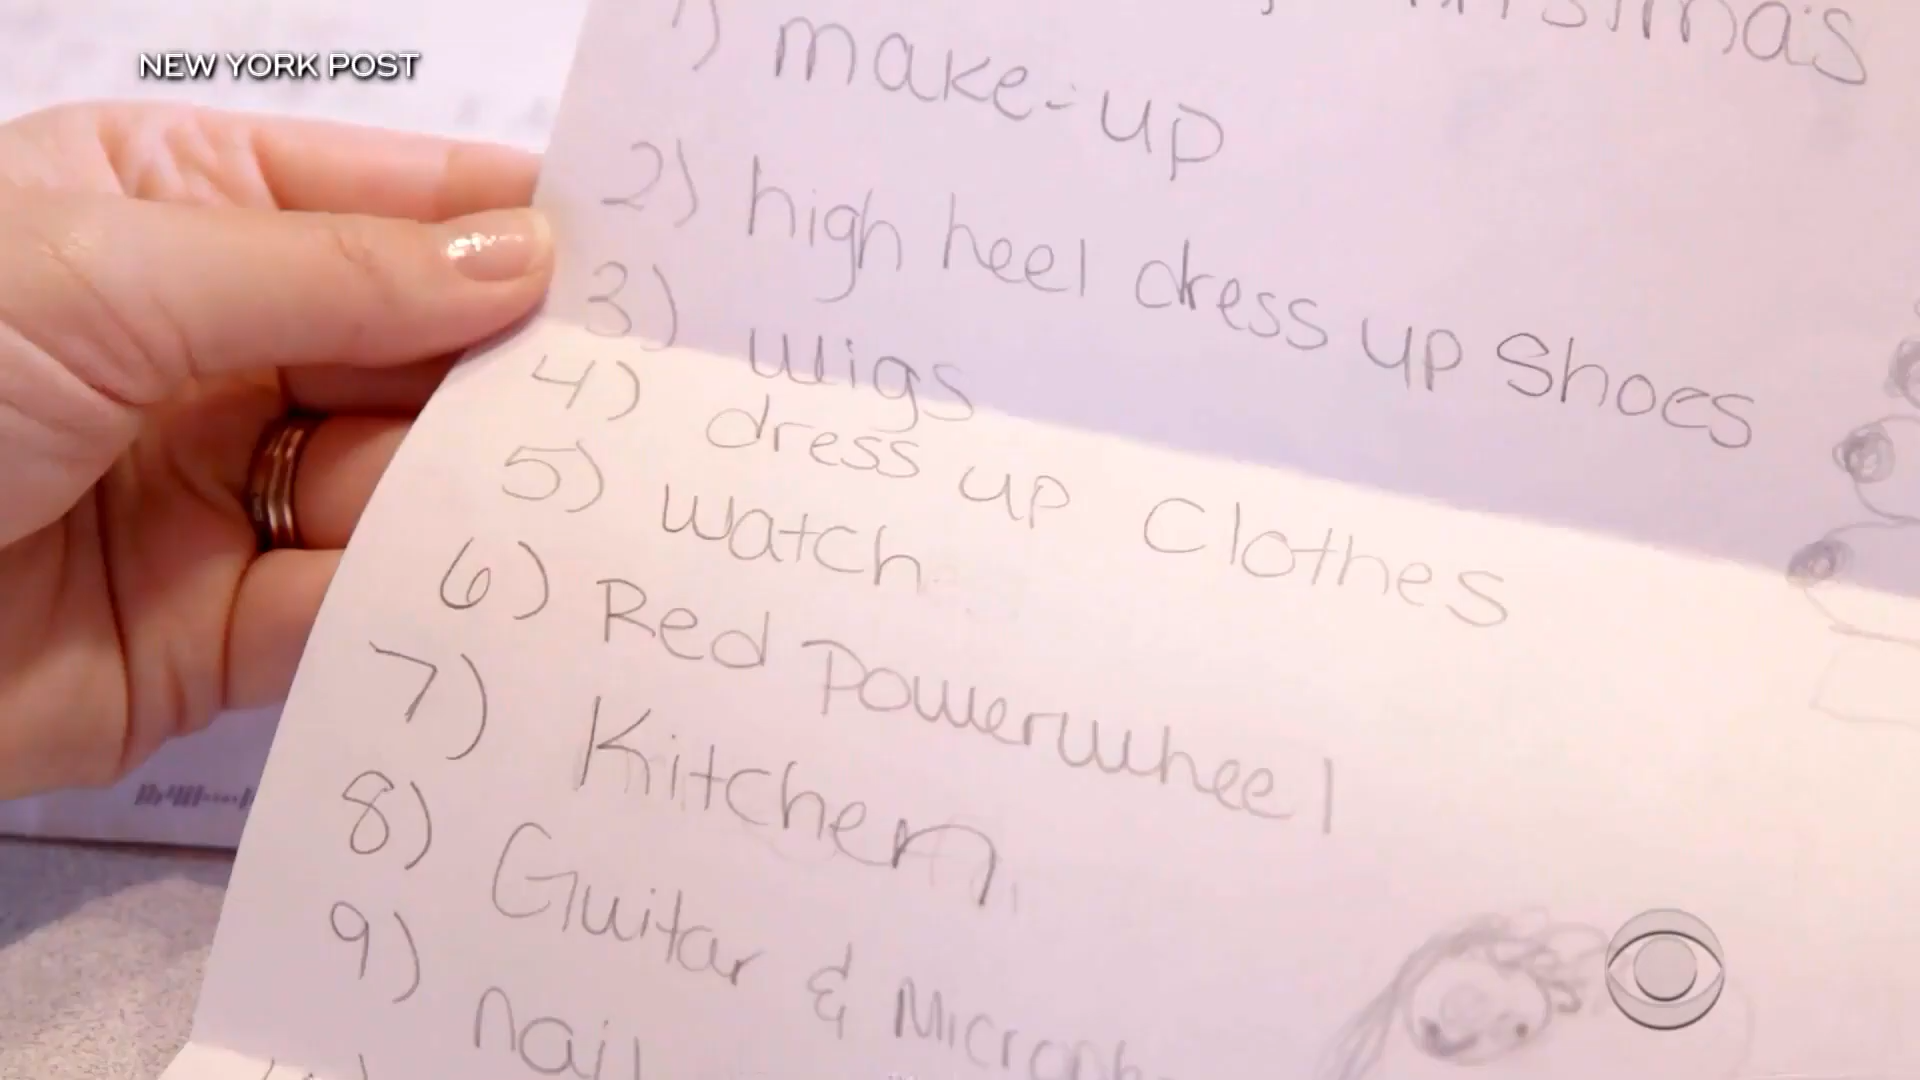 NEW YORK POST
1) make-up
2) high heel dress up Shoes
3) wigs
4) dress up Clothes
5) watch
6) Red Powerwheel
7) Kitchen
8) Guitar &
9) nail